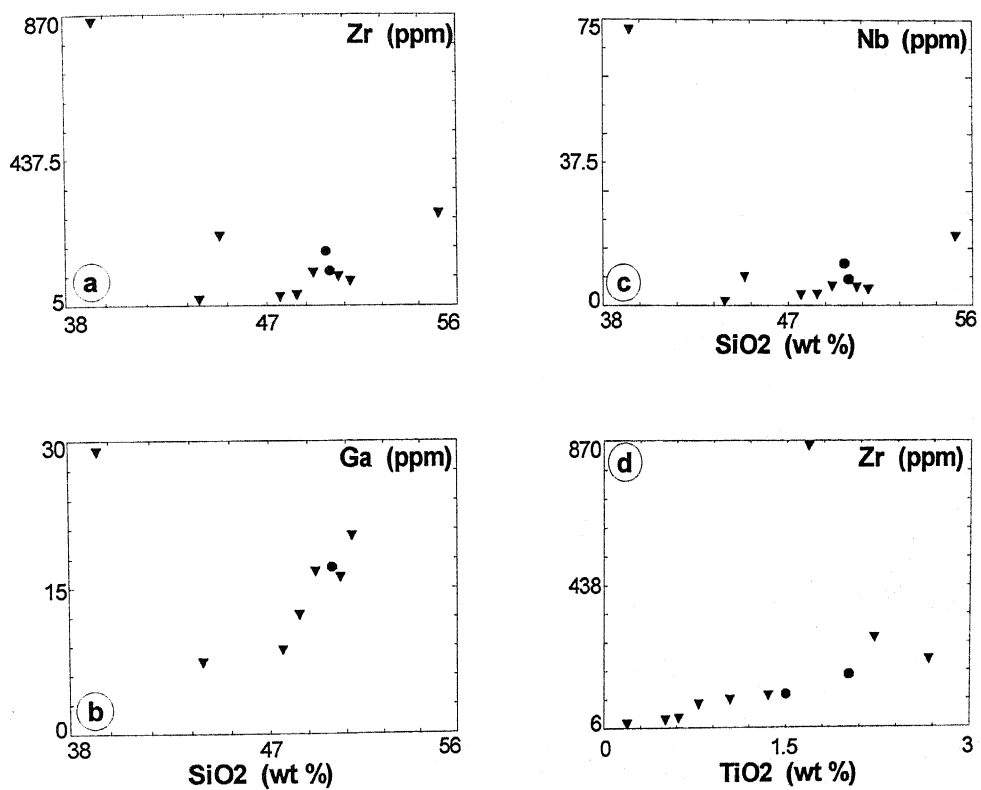 870
Zr (ppm)
437.5
a
5
38
47
56
75
Nb (ppm)
37.5
c
0
38
47
56
SiO2 (wt %)
30
Ga (ppm)
15
b
0
38
47
56
SiO2 (wt %)
870
d
Zr (ppm)
438
6
0
1.5
3
TiO2 (wt %)